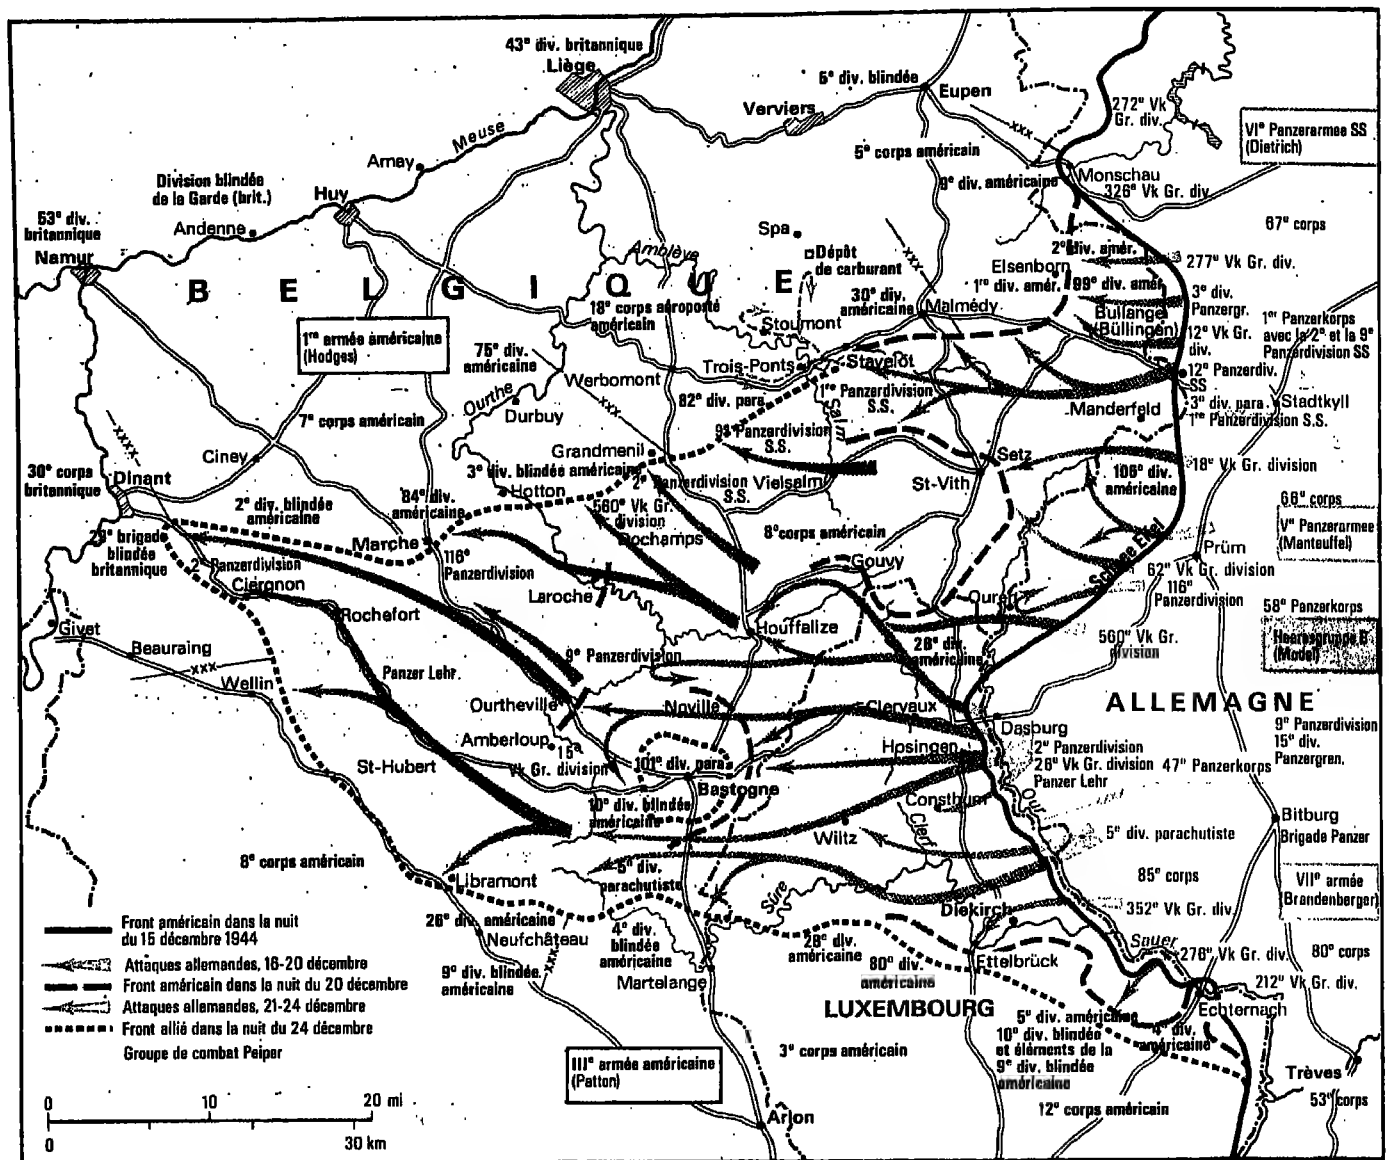 43e div. britannique
Liège
5e div. blindée
Eupen
Verviers
272e Vk
Gr. div.
VIe Panzerarmee SS
(Dietrich)
Meuse
Amay
5e corps américain
xxx
Monschau
9e div. américaine
326e Vk Gr. div.
Division blindée
de la Garde (brit.)
Huy
Andenne
53e div.
britannique
Namur
67e corps
Spa
Dépôt
de carburant
Amblève
2e div. amér.
277e Vk Gr. div.
Elsenborn
1re div. amér.
99e div. amér.
BELGIQUE
18e corps aéroporté
américain
30e div.
américaine
Malmédy
3e div.
Panzergr.
Bullange
(Büllingen)
12e Vk Gr.
div.
1er Panzerkorps
avec la 2e et la 9e
Panzerdivision SS
1re armée américaine
(Hodges)
Stoumont
75e div.
américaine
Trois-Ponts
Stavelot
12e Panzerdiv.
SS
Werbomont
Ourthe
Durbuy
xxx
82e div. para.
1re Panzerdivision
S.S.
Salm
Manderfeld
3e div. para.
1re Panzerdivision S.S.
Stadtkyll
7e corps américain
xxxx
9e Panzerdivision
S.S.
Grandmenil
Ciney
Setz
30e corps
britannique
Dinant
3e div. blindée américaine
Hotton
2e Panzerdivision
S.S.
Vielsalm
St-Vith
106e div.
américaine
18e Vk Gr. division
66e corps
2e div. blindée
américaine
84e div.
américaine
560e Vk Gr.
division
Dochamps
8e corps américain
Ve Panzerarmee
(Manteuffel)
29e brigade
blindée
britannique
Marche
116e
Panzerdivision
Gouvy
Schnee Eifel
Prüm
2e Panzerdivision
Ciergnon
Laroche
Ouren
62e Vk Gr. division
116e
Panzerdivision
58e Panzerkorps
Givet
Rochefort
Houffalize
28e div.
américaine
560e Vk Gr.
division
Heeresgruppe B
(Model)
Beauraing
xxx
Wellin
Panzer Lehr.
9e Panzerdivision
ALLEMAGNE
Ourtheville
Noville
Clervaux
Dasburg
9e Panzerdivision
15e div.
Panzergren.
Amberloup
15e
Vk Gr. division
101e div. para.
Hosingen
2e Panzerdivision
26e Vk Gr. division
Panzer Lehr
47e Panzerkorps
St-Hubert
Bastogne
10e div. blindée
américaine
Consthum
Our
Clerf
Wiltz
5e div. parachutiste
Bitburg
Brigade Panzer
8e corps américain
Libramont
5e div.
parachutiste
85e corps
VIIe armée
(Brandenberger)
Sûre
Diekirch
352e Vk Gr. div.
26e div. américaine
Neufchâteau
4e div.
blindée
américaine
28e div.
américaine
Sauer
276e Vk Gr. div.
80e corps
9e div. blindée
américaine
xxx
Martelange
80e div.
américaine
Ettelbrück
212e Vk Gr. div.
Echternach
LUXEMBOURG
5e div. américaine
10e div. blindée
et éléments de la
9e div. blindée
américaine
4e div.
américaine
Trèves
53e corps
IIIe armée américaine
(Patton)
3e corps américain
12e corps américain
Arlon
Front américain dans la nuit
du 15 décembre 1944
Attaques allemandes, 16-20 décembre
Front américain dans la nuit du 20 décembre
Attaques allemandes, 21-24 décembre
Front allié dans la nuit du 24 décembre
Groupe de combat Peiper
0 10 20 mi
0 30 km